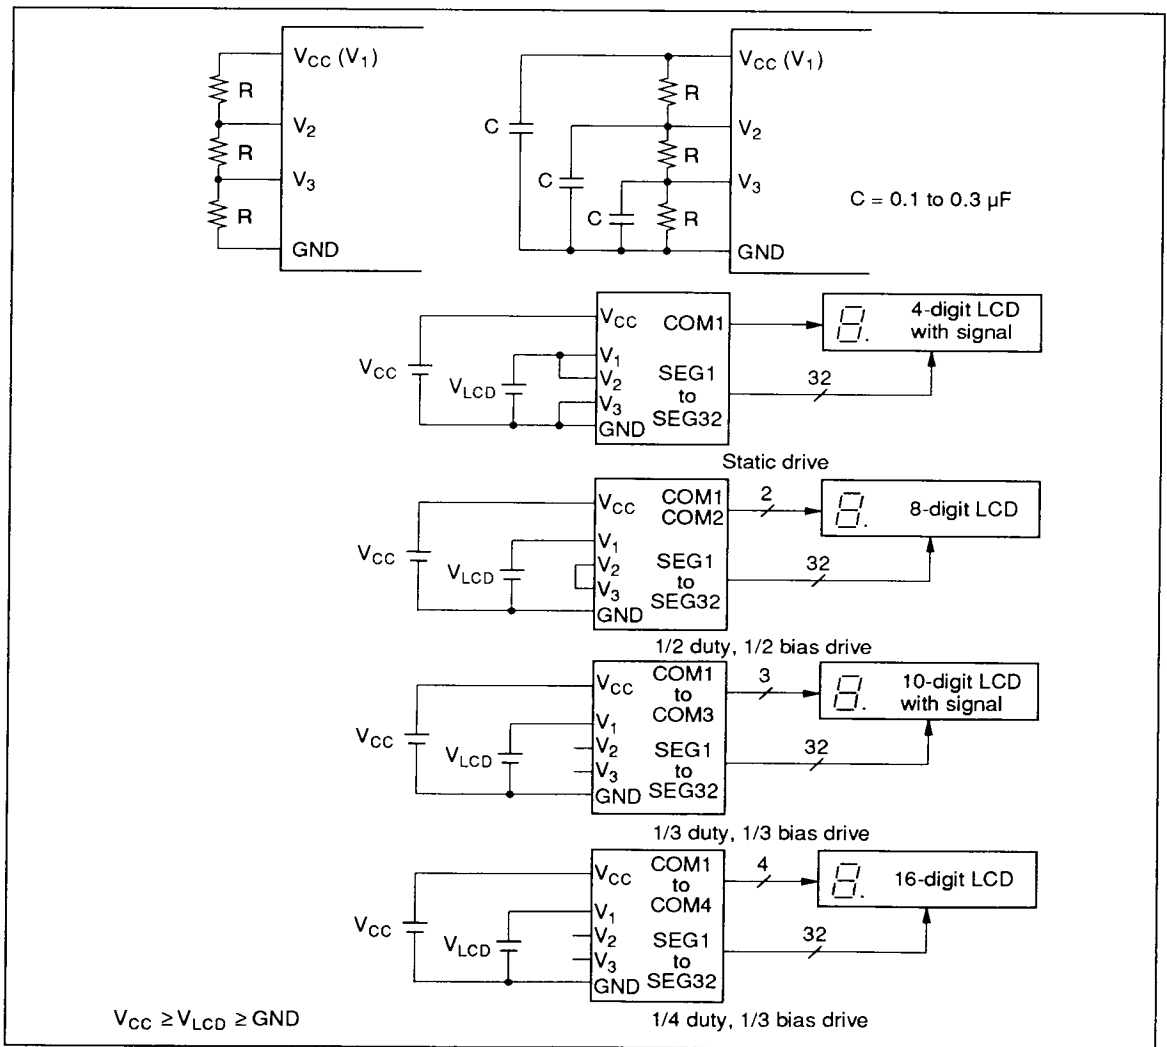 V_CC (V_1)
R
V_2
R
V_3
R
GND
V_CC (V_1)
R
C
V_2
R
C
V_3
C
R
GND
C = 0.1 to 0.3 µF
V_CC
V_LCD
V_CC
V_1
V_2
V_3
GND
COM1
SEG1
to
SEG32
32
8.
4-digit LCD
with signal
Static drive
V_CC
V_LCD
V_CC
V_1
V_2
V_3
GND
COM1
COM2
SEG1
to
SEG32
2
32
8.
8-digit LCD
1/2 duty, 1/2 bias drive
V_CC
V_LCD
V_CC
V_1
V_2
V_3
GND
COM1
to
COM3
SEG1
to
SEG32
3
32
8.
10-digit LCD
with signal
1/3 duty, 1/3 bias drive
V_CC
V_LCD
V_CC
V_1
V_2
V_3
GND
COM1
to
COM4
SEG1
to
SEG32
4
32
8.
16-digit LCD
1/4 duty, 1/3 bias drive
V_CC ≥ V_LCD ≥ GND